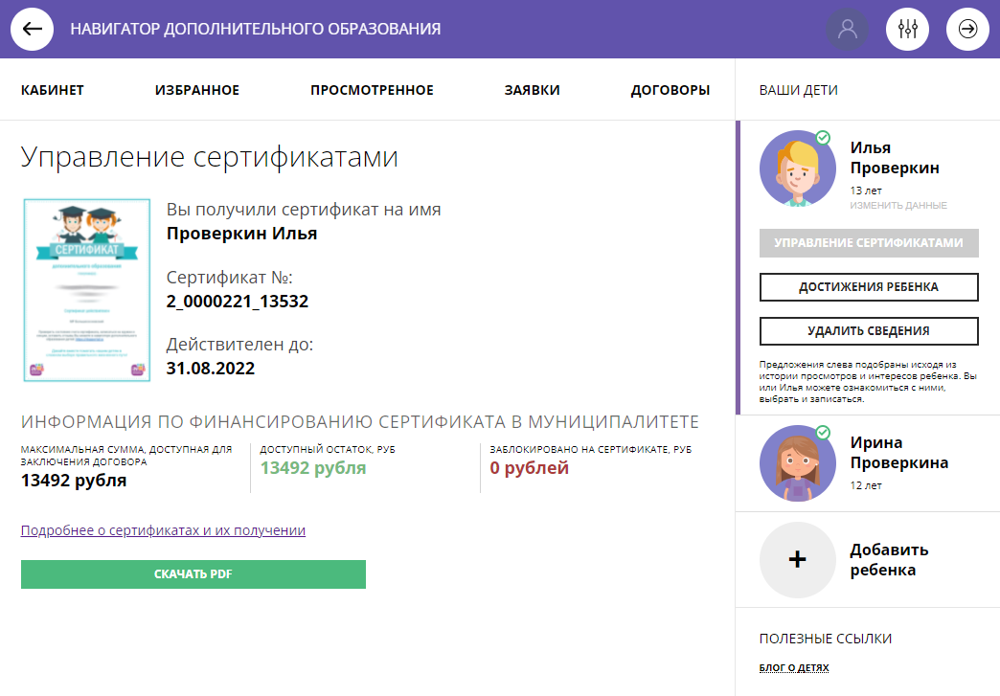 НАВИГАТОР ДОПОЛНИТЕЛЬНОГО ОБРАЗОВАНИЯ
КАБИНЕТ
ИЗБРАННОЕ
ПРОСМОТРЕННОЕ
ЗАЯВКИ
ДОГОВОРЫ
Управление сертификатами
СЕРТИФИКАТ
дополнительного образования
Вы получили сертификат на имя
Проверкин Илья
Сертификат №:
2_0000221_13532
Действителен до:
31.08.2022
ИНФОРМАЦИЯ ПО ФИНАНСИРОВАНИЮ СЕРТИФИКАТА В МУНИЦИПАЛИТЕТЕ
МАКСИМАЛЬНАЯ СУММА, ДОСТУПНАЯ ДЛЯ
ЗАКЛЮЧЕНИЯ ДОГОВОРА
13492 рубля
ДОСТУПНЫЙ ОСТАТОК, РУБ
13492 рубля
ЗАБЛОКИРОВАНО НА СЕРТИФИКАТЕ, РУБ
0 рублей
Подробнее о сертификатах и их получении
СКАЧАТЬ PDF
ВАШИ ДЕТИ
Илья
Проверкин
13 лет
ИЗМЕНИТЬ ДАННЫЕ
УПРАВЛЕНИЕ СЕРТИФИКАТАМИ
ДОСТИЖЕНИЯ РЕБЕНКА
УДАЛИТЬ СВЕДЕНИЯ
Предложения слева подобраны исходя из
истории просмотров и интересов ребенка. Вы
или Илья можете ознакомиться с ними,
выбрать и записаться.
Ирина
Проверкина
12 лет
+
Добавить
ребенка
ПОЛЕЗНЫЕ ССЫЛКИ
БЛОГ О ДЕТЯХ